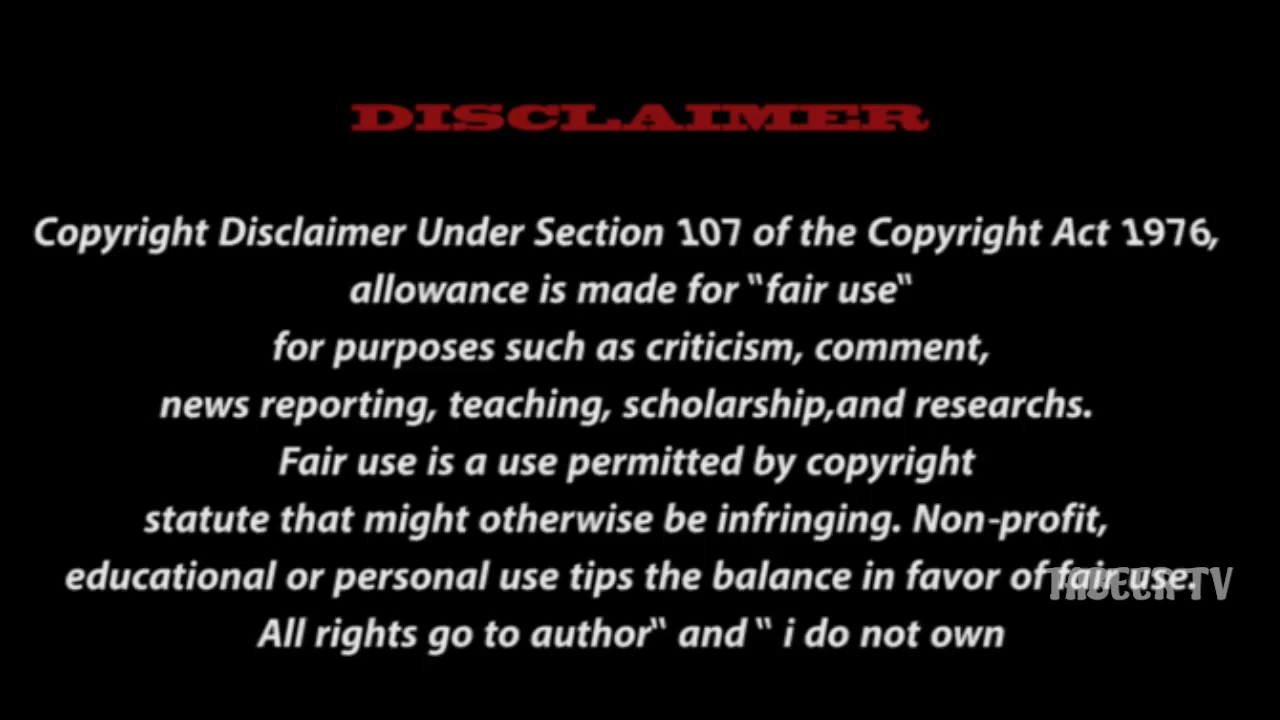 DISCLAIMER
Copyright Disclaimer Under Section 107 of the Copyright Act 1976,
allowance is made for "fair use"
for purposes such as criticism, comment,
news reporting, teaching, scholarship,and researchs.
Fair use is a use permitted by copyright
statute that might otherwise be infringing. Non-profit,
educational or personal use tips the balance in favor of fair use.
TV
All rights go to author" and " i do not own